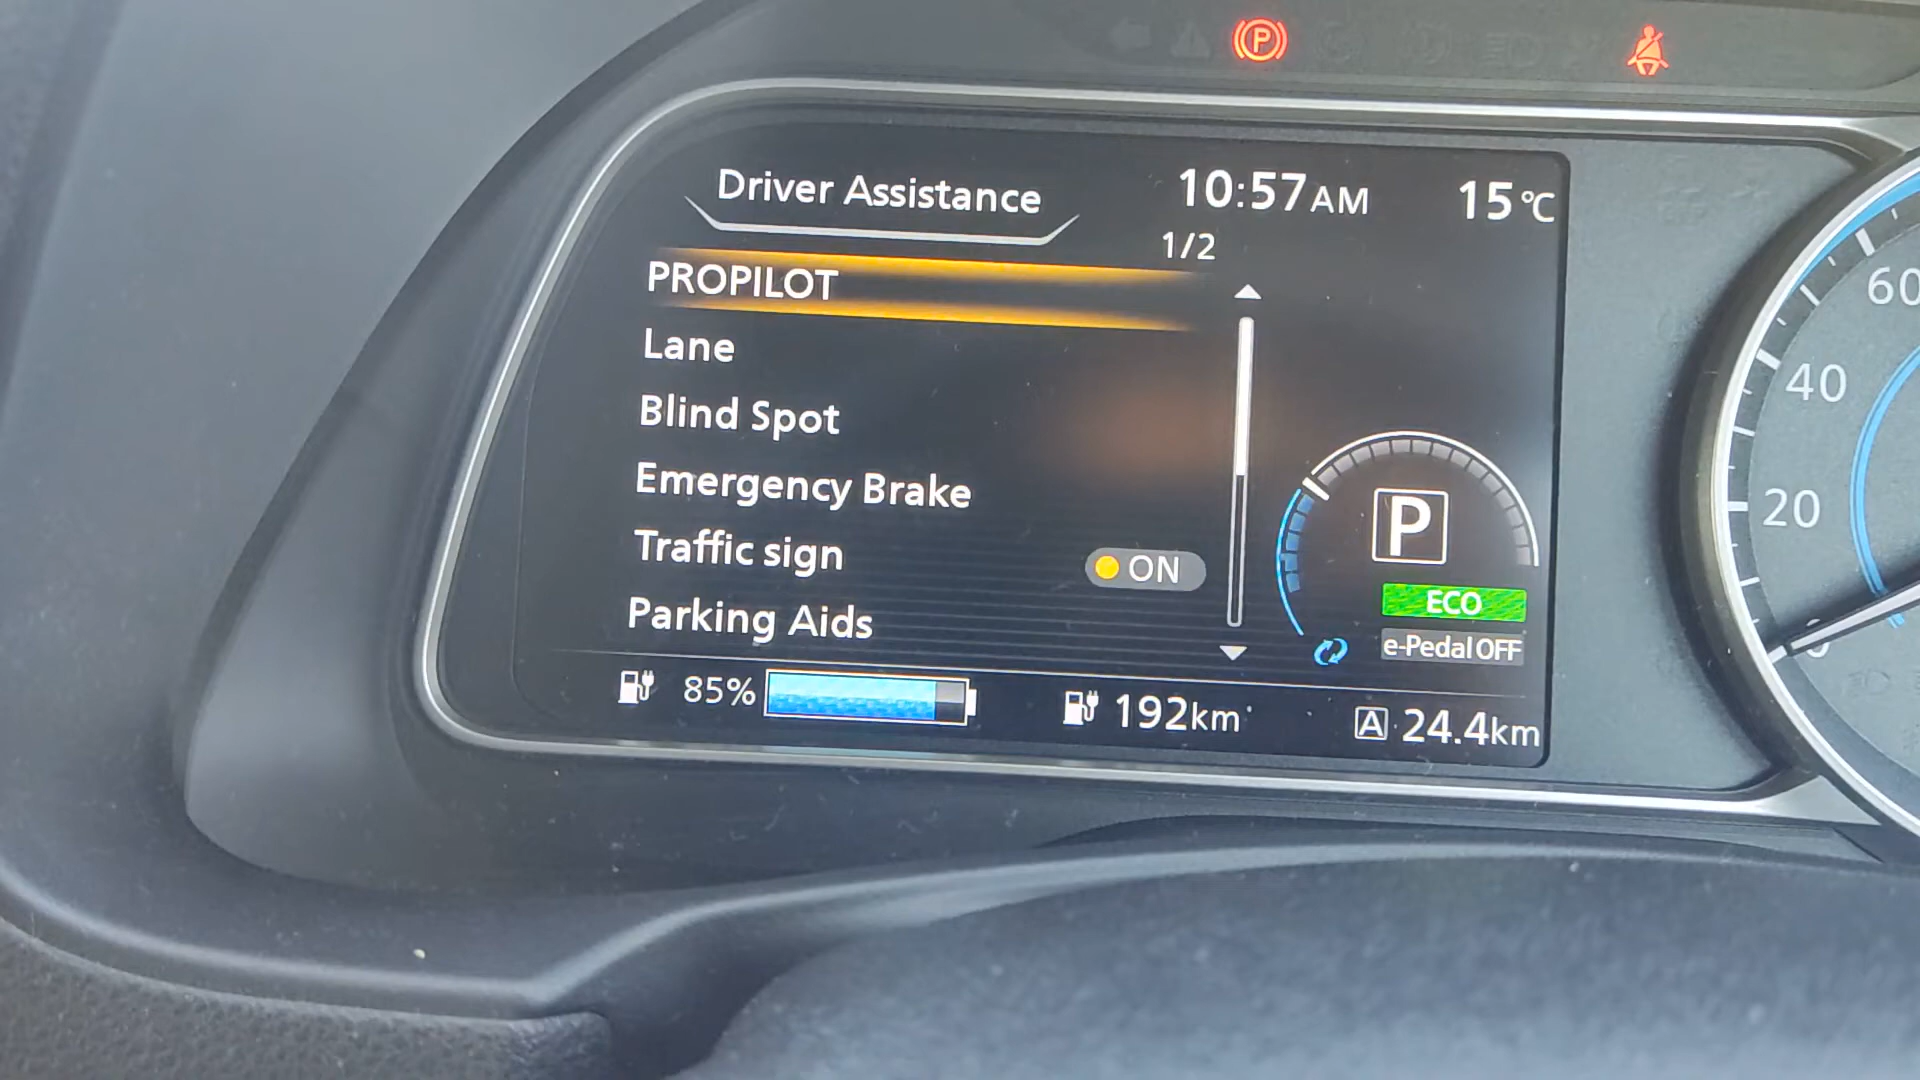 P
Driver Assistance 10:57AM 15°C
1/2
PROPILOT
Lane
Blind Spot
Emergency Brake
Traffic sign ON
Parking Aids
P
ECO
e-Pedal OFF
85% 192km A 24.4km
60
40
20
0